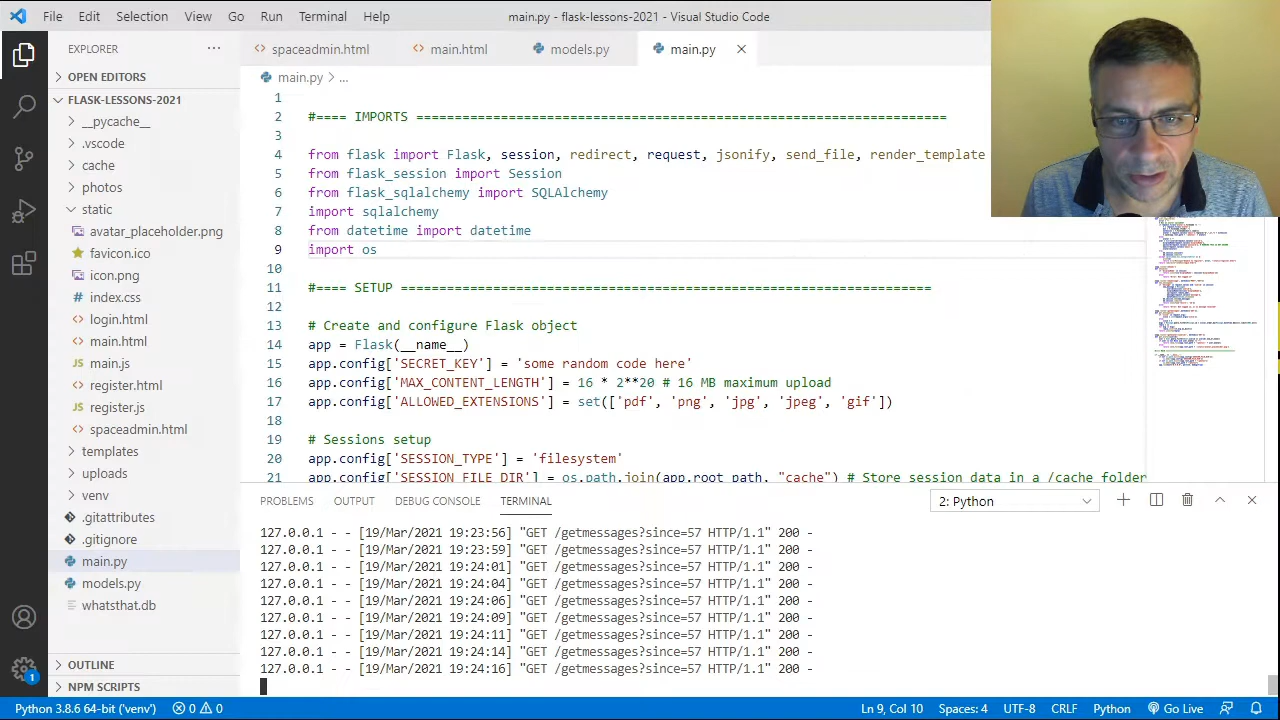 File Edit Selection View Go Run Terminal Help main.py - flask-lessons-2021 - Visual Studio Code
EXPLORER
OPEN EDITORS
FLASK-LESSONS-2021
__pycache__
.vscode
cache
photos
static
avatar_placeholder.png
favicon.ico
icon.png
index.css
login.html
main.html
main.js
register.html
register.js
spaceadmin.html
templates
uploads
venv
.gitattributes
.gitignore
main.py
models.py
whatsthat.db
OUTLINE
NPM SCRIPTS
spaceadmin.html main.html models.py main.py
main.py > ...
1
2 #==== IMPORTS =====================================================================
3
4 from flask import Flask, session, redirect, request, jsonify, send_file, render_template
5 from flask_session import Session
6 from flask_sqlalchemy import SQLAlchemy
7 import sqlalchemy
8 from datetime import datetime
9 import os
10
11 #==== SETUP =======================================================================
12
13 # Create and configure app object
14 app = Flask(__name__)
15 app.secret_key = 'put some random code here'
16 app.config['MAX_CONTENT_LENGTH'] = 16 * 2**20 # 16 MB maximum upload
17 app.config['ALLOWED_EXTENSIONS'] = set(['pdf', 'png', 'jpg', 'jpeg', 'gif'])
18
19 # Sessions setup
20 app.config['SESSION_TYPE'] = 'filesystem'
21 app.config['SESSION_FILE_DIR'] = os.path.join(app.root_path, "cache") # Store session data in a /cache folder
PROBLEMS OUTPUT DEBUG CONSOLE TERMINAL 2: Python
127.0.0.1 - - [19/Mar/2021 19:23:56] "GET /getmessages?since=57 HTTP/1.1" 200 -
127.0.0.1 - - [19/Mar/2021 19:23:59] "GET /getmessages?since=57 HTTP/1.1" 200 -
127.0.0.1 - - [19/Mar/2021 19:24:01] "GET /getmessages?since=57 HTTP/1.1" 200 -
127.0.0.1 - - [19/Mar/2021 19:24:04] "GET /getmessages?since=57 HTTP/1.1" 200 -
127.0.0.1 - - [19/Mar/2021 19:24:06] "GET /getmessages?since=57 HTTP/1.1" 200 -
127.0.0.1 - - [19/Mar/2021 19:24:09] "GET /getmessages?since=57 HTTP/1.1" 200 -
127.0.0.1 - - [19/Mar/2021 19:24:11] "GET /getmessages?since=57 HTTP/1.1" 200 -
127.0.0.1 - - [19/Mar/2021 19:24:14] "GET /getmessages?since=57 HTTP/1.1" 200 -
127.0.0.1 - - [19/Mar/2021 19:24:16] "GET /getmessages?since=57 HTTP/1.1" 200 -
1
Python 3.8.6 64-bit ('venv') 0 0 Ln 9, Col 10 Spaces: 4 UTF-8 CRLF Python Go Live